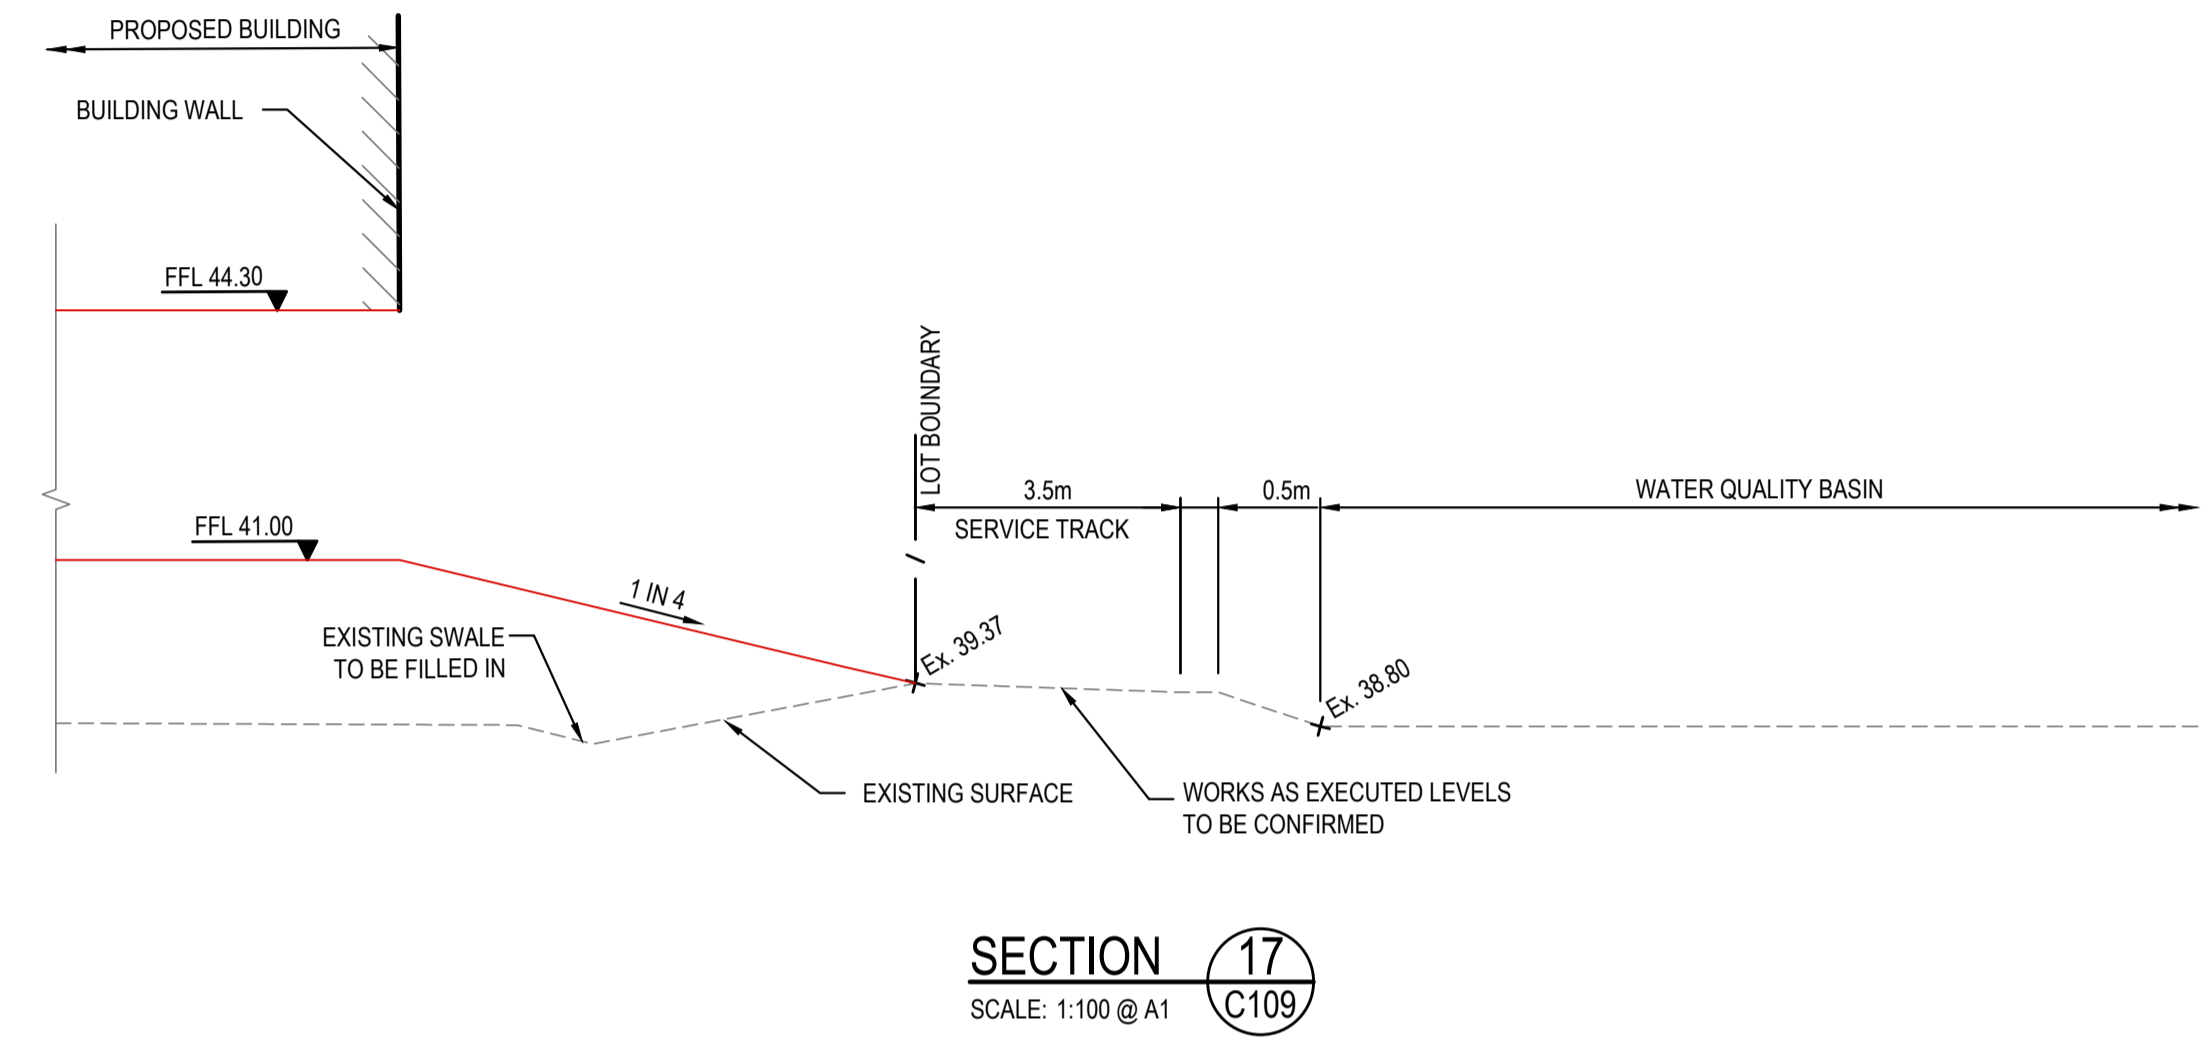 PROPOSED BUILDING
BUILDING WALL
FFL 44.30
LOT BOUNDARY
3.5m
0.5m
WATER QUALITY BASIN
SERVICE TRACK
FFL 41.00
1 IN 4
EXISTING SWALE
TO BE FILLED IN
Ex. 39.37
Ex. 38.80
EXISTING SURFACE
WORKS AS EXECUTED LEVELS
TO BE CONFIRMED
SECTION
17
SCALE: 1:100 @ A1
C109